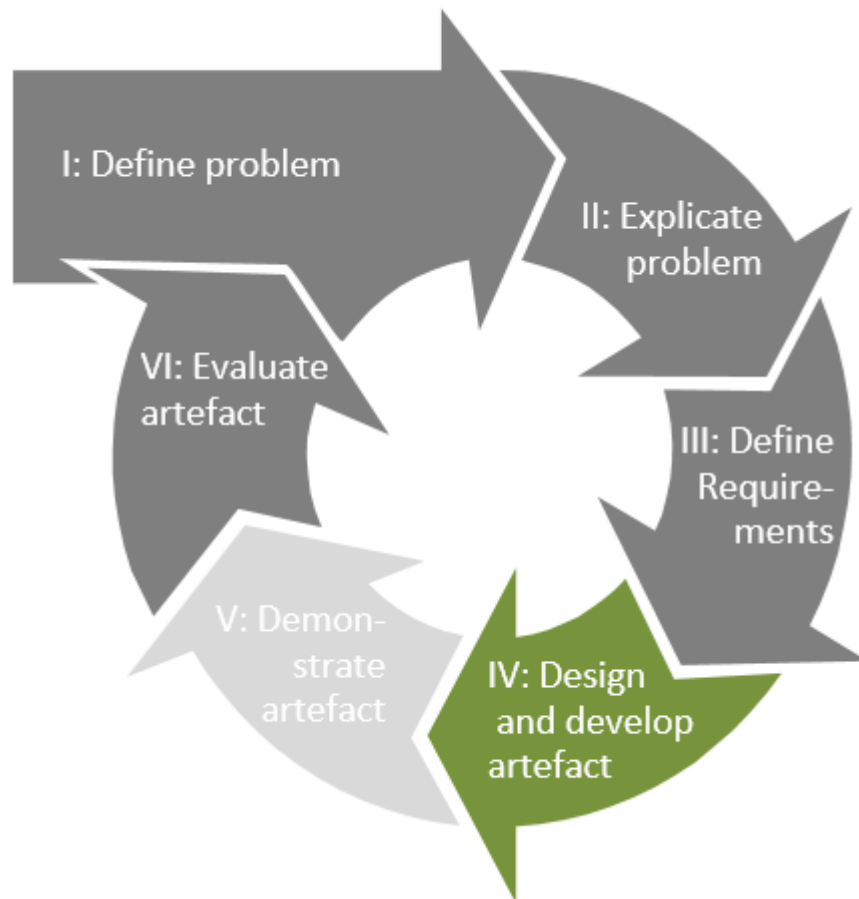 I: Define problem
II: Explicate
problem
III: Define
Require-
ments
IV: Design
and develop
artefact
V: Demon-
strate
artefact
VI: Evaluate
artefact